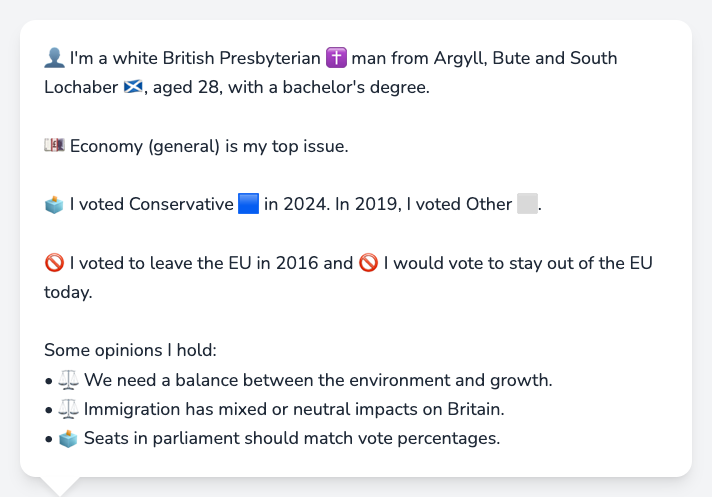 👤 I'm a white British Presbyterian ✝️ man from Argyll, Bute and South
Lochaber 🏴󠁧󠁢󠁳󠁣󠁴󠁿, aged 28, with a bachelor's degree.
💷 Economy (general) is my top issue.
🗳️ I voted Conservative 🟦 in 2024. In 2019, I voted Other ⬜.
🚫 I voted to leave the EU in 2016 and 🚫 I would vote to stay out of the EU
today.
Some opinions I hold:
• ⚖️ We need a balance between the environment and growth.
• ⚖️ Immigration has mixed or neutral impacts on Britain.
• 🗳️ Seats in parliament should match vote percentages.